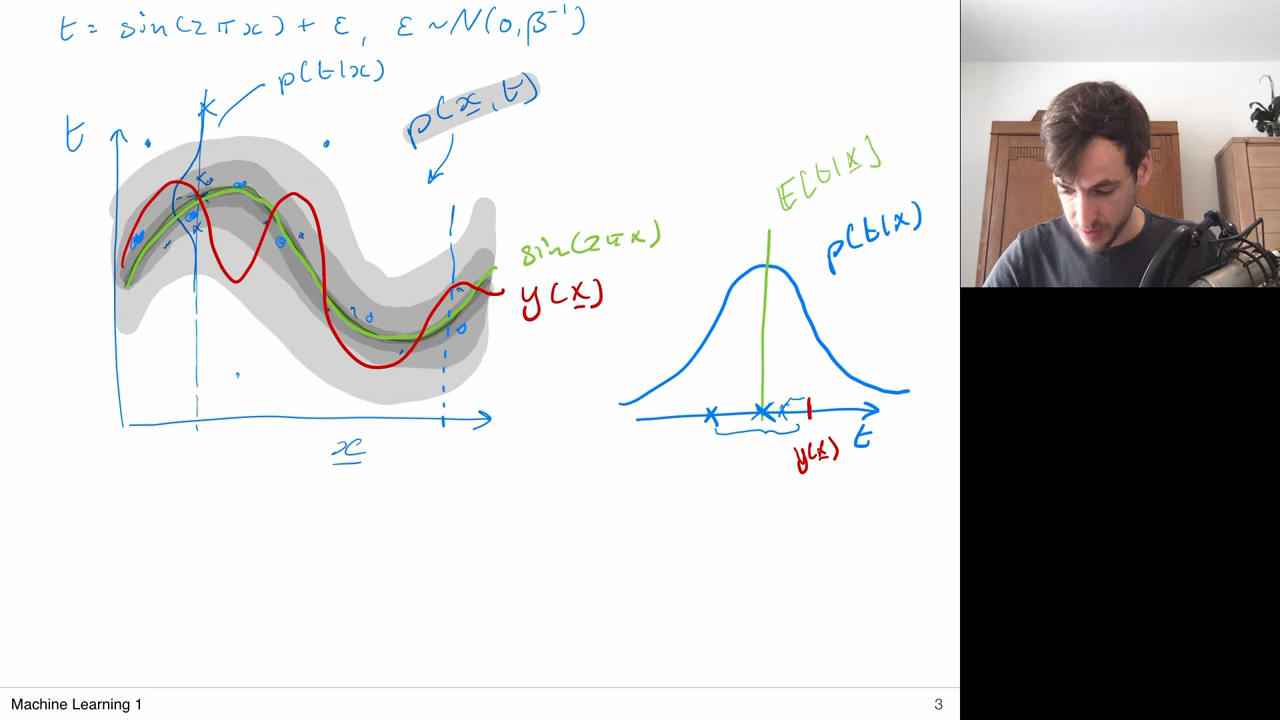 t = sin(2πx) + ε, ε ~ N(0, β⁻¹)
p(t|x)
t
p(x, t)
sin(2πx)
y(x)
x
E[t|x]
p(t|x)
y(x)
t
Machine Learning 1
3